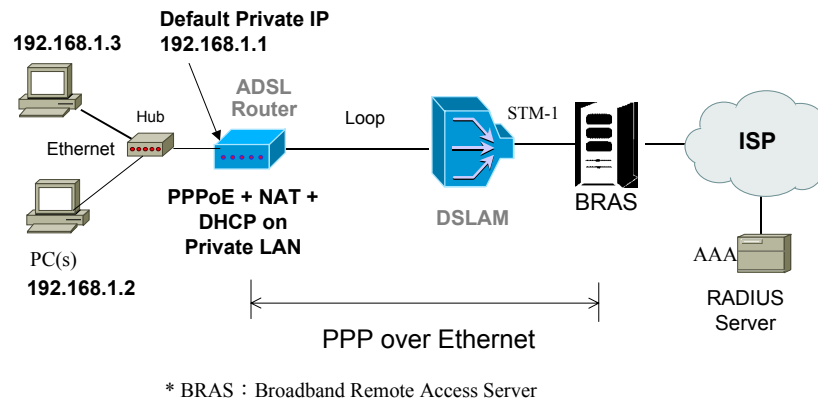 Default Private IP
192.168.1.1
192.168.1.3
ADSL
Router
Hub
Ethernet
Loop
STM-1
ISP
PPPoE + NAT +
DHCP on
Private LAN
DSLAM
BRAS
PC(s)
192.168.1.2
AAA
RADIUS
Server
PPP over Ethernet
* BRAS：Broadband Remote Access Server